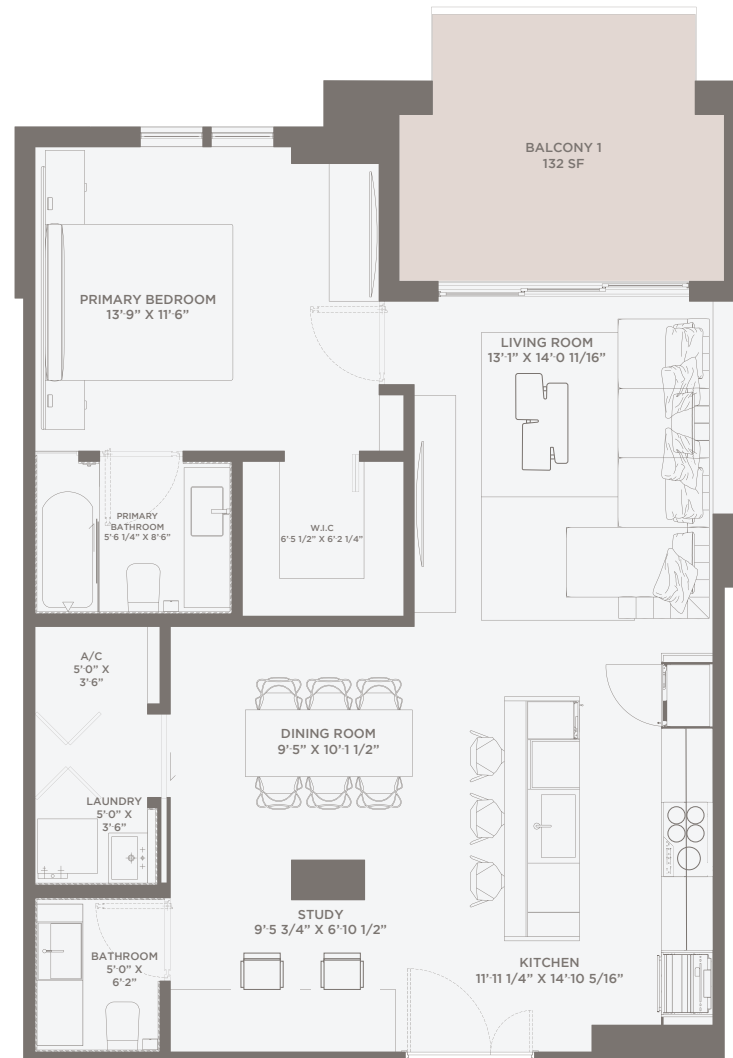 BALCONY 1
132 SF
PRIMARY BEDROOM
13'-9" X 11'-6"
LIVING ROOM
13'-1" X 14'-0 11/16"
PRIMARY
BATHROOM
5'-6 1/4" X 8'-6"
W.I.C
6'-5 1/2" X 6'-2 1/4"
A/C
5'-0" X
3'-6"
DINING ROOM
9'-5" X 10'-1 1/2"
LAUNDRY
5'-0" X
3'-6"
STUDY
9'-5 3/4" X 6'-10 1/2"
BATHROOM
5'-0" X
6'-2"
KITCHEN
11'-11 1/4" X 14'-10 5/16"